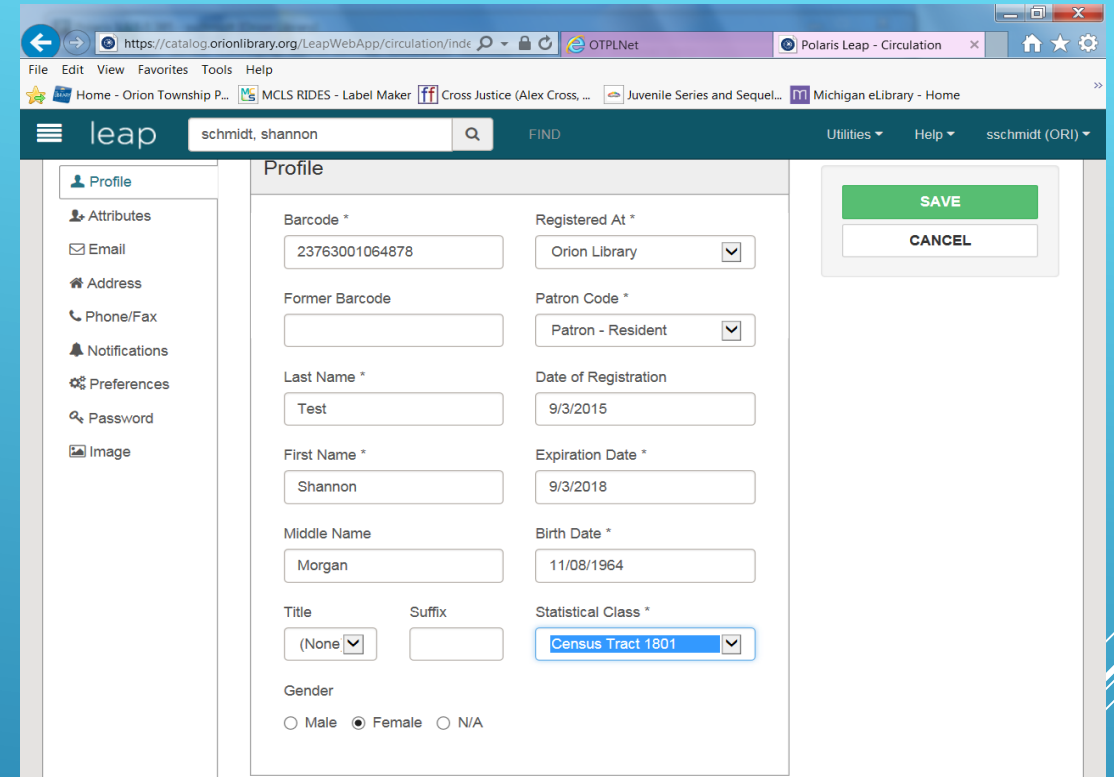 https://catalog.orionlibrary.org/LeapWebApp/circulation/inde OTPLNet Polaris Leap - Circulation
File Edit View Favorites Tools Help
Home - Orion Township P... MCLS RIDES - Label Maker Cross Justice (Alex Cross, ... Juvenile Series and Sequel... Michigan eLibrary - Home
leap schmidt, shannon FIND Utilities Help sschmidt (ORI)
Profile
Attributes
Email
Address
Phone/Fax
Notifications
Preferences
Password
Image
Profile
Barcode * Registered At *
23763001064878 Orion Library
Former Barcode Patron Code *
Patron - Resident
Last Name * Date of Registration
Test 9/3/2015
First Name * Expiration Date *
Shannon 9/3/2018
Middle Name Birth Date *
Morgan 11/08/1964
Title Suffix Statistical Class *
(None Census Tract 1801
Gender
Male Female N/A
SAVE
CANCEL